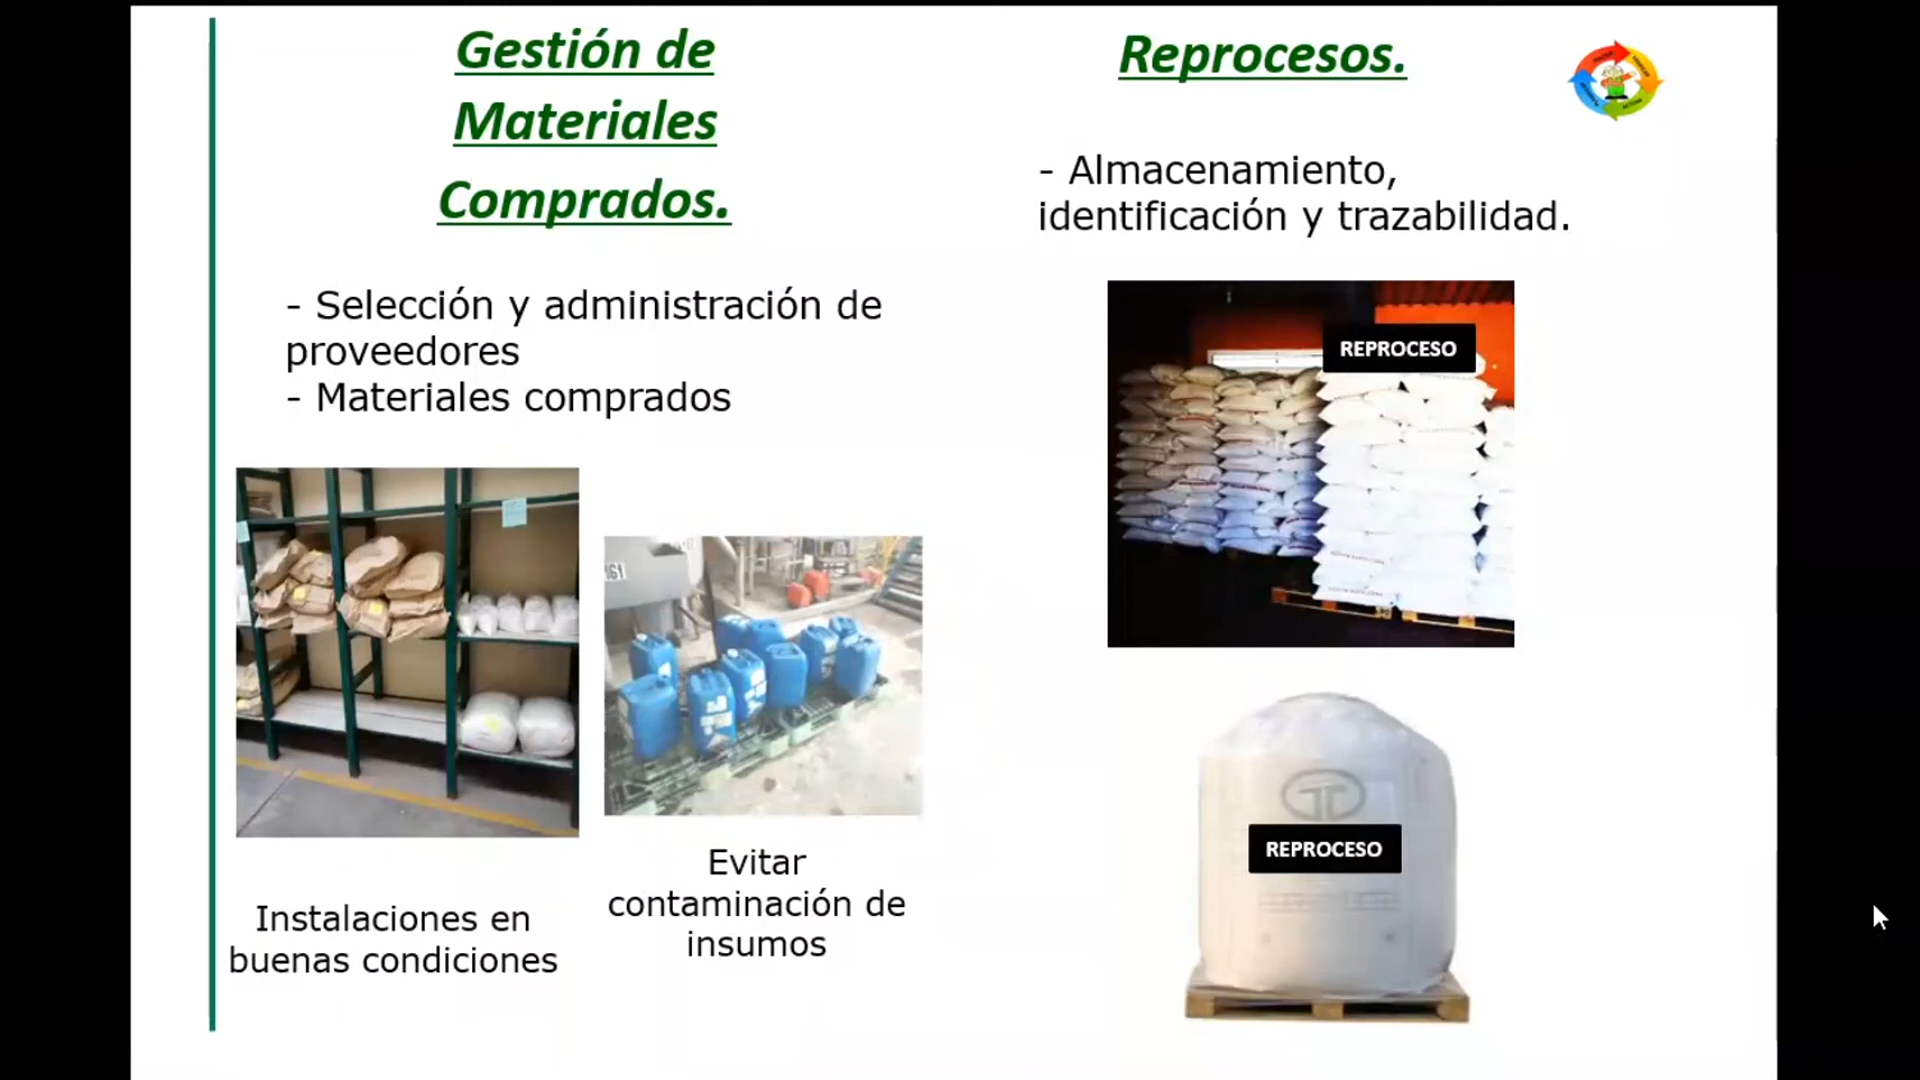 Gestión de
Materiales
Comprados.
- Selección y administración de
proveedores
- Materiales comprados
Instalaciones en
buenas condiciones
Evitar
contaminación de
insumos
Reprocesos.
- Almacenamiento,
identificación y trazabilidad.
REPROCESO
REPROCESO